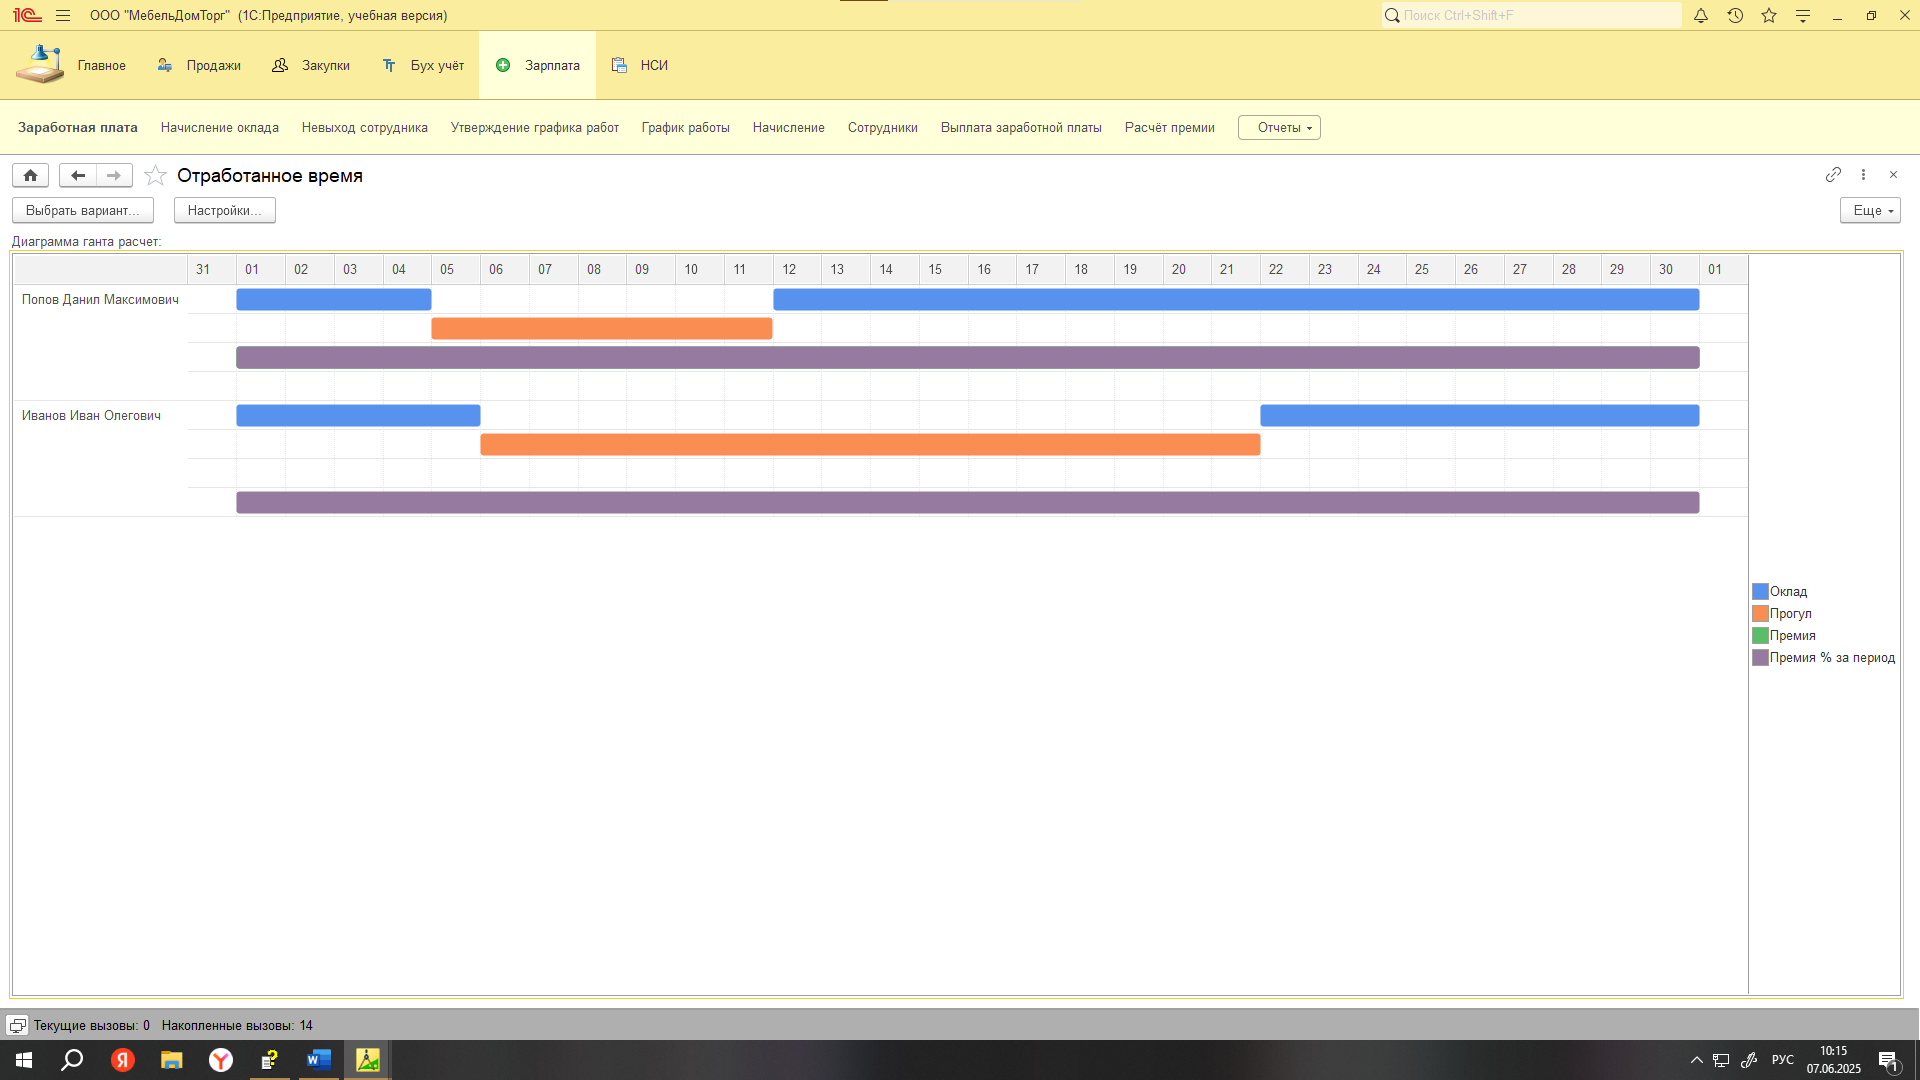 1С ООО "МебельДомТорг" (1С:Предприятие, учебная версия) Поиск Ctrl+Shift+F
Главное Продажи Закупки Бух учёт Зарплата НСИ
Заработная плата Начисление оклада Невыход сотрудника Утверждение графика работ График работы Начисление Сотрудники Выплата заработной платы Расчёт премии Отчеты
Отработанное время
Выбрать вариант... Настройки... Еще
Диаграмма ганта расчет:
31 01 02 03 04 05 06 07 08 09 10 11 12 13 14 15 16 17 18 19 20 21 22 23 24 25 26 27 28 29 30 01
Попов Данил Максимович
Иванов Иван Олегович
Оклад
Прогул
Премия
Премия % за период
Текущие вызовы: 0 Накопленные вызовы: 14
РУС 10:15
07.06.2025
1